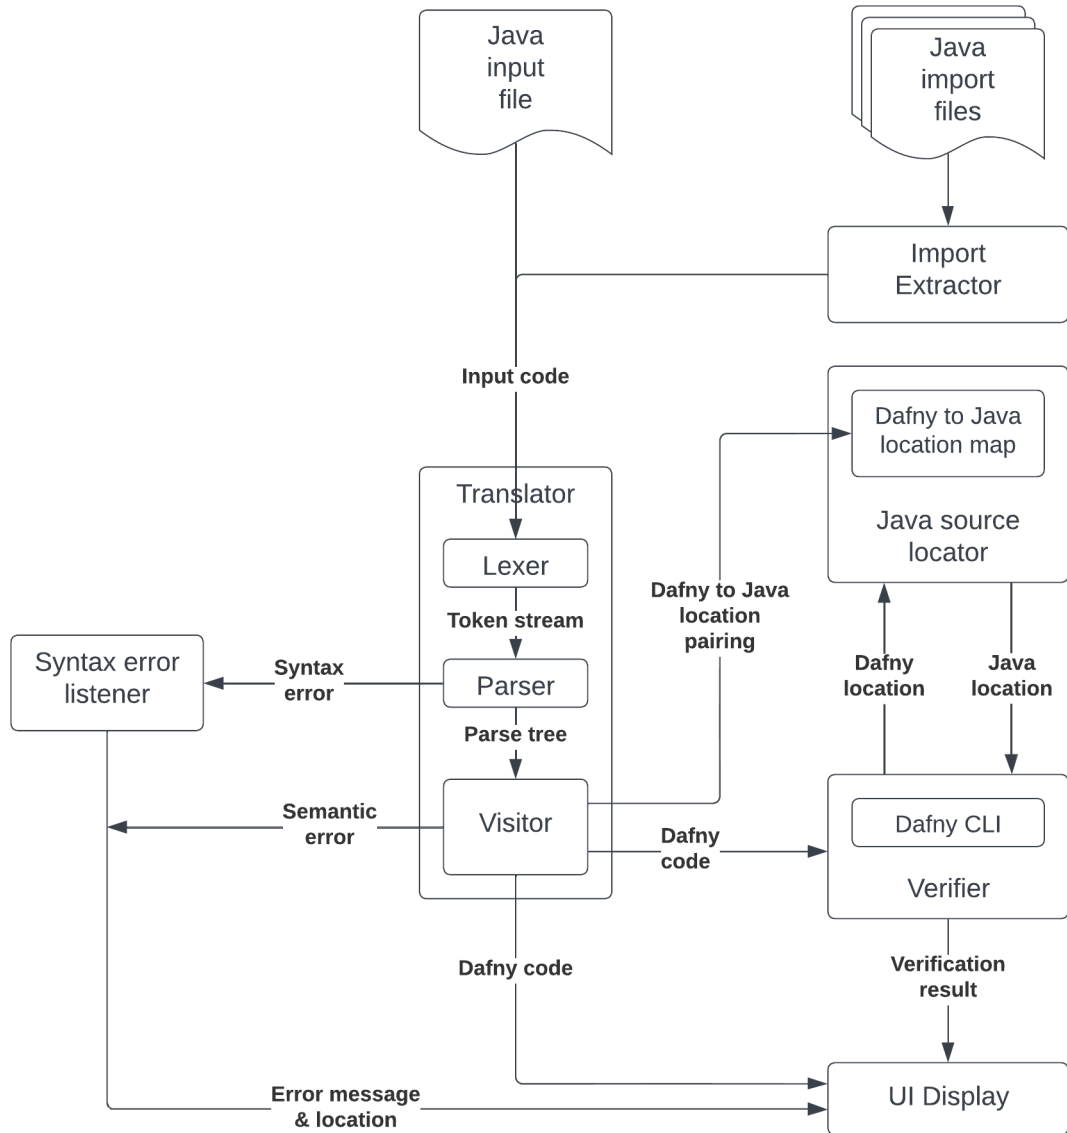 Java
input
file
Java
import
files
Import
Extractor
Input code
Dafny to Java
location map
Java source
locator
Translator
Lexer
Token stream
Dafny to Java
location
pairing
Syntax error
listener
Syntax
error
Parser
Dafny
location
Java
location
Parse tree
Semantic
error
Visitor
Dafny
code
Dafny CLI
Verifier
Dafny code
Verification
result
Error message
& location
UI Display